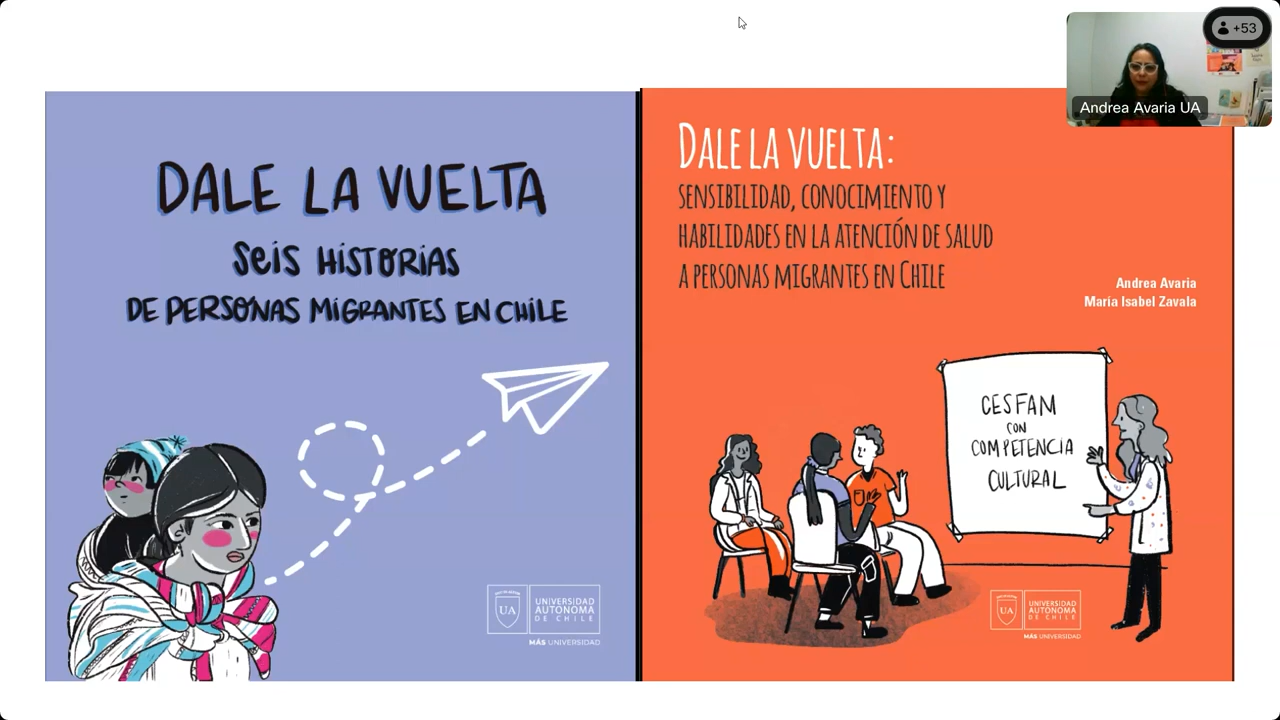 +53
Andrea Avaria UA
DALE LA VUELTA
SEIS HISTORIAS
DE PERSONAS MIGRANTES EN CHILE
UA
UNIVERSIDAD
AUTÓNOMA
DE CHILE
MÁS UNIVERSIDAD
DALE LA VUELTA:
SENSIBILIDAD, CONOCIMIENTO Y
HABILIDADES EN LA ATENCIÓN DE SALUD
A PERSONAS MIGRANTES EN CHILE
Andrea Avaria
María Isabel Zavala
CESFAM
CON
COMPETENCIA
CULTURAL
UA
UNIVERSIDAD
AUTÓNOMA
DE CHILE
MÁS UNIVERSIDAD